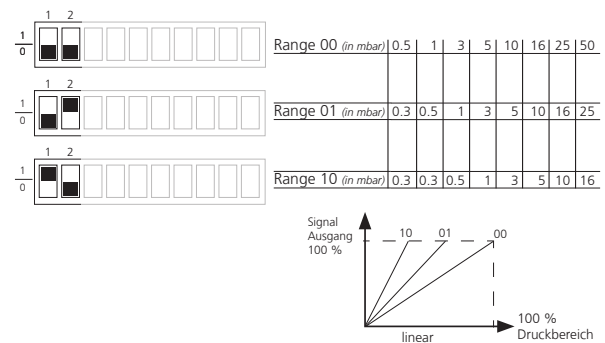 1 2
1
0
Range 00 (in mbar) 0.5 1 3 5 10 16 25 50
1 2
1
0
Range 01 (in mbar) 0.3 0.5 1 3 5 10 16 25
1 2
1
0
Range 10 (in mbar) 0.3 0.3 0.5 1 3 5 10 16
Signal
Ausgang
100 %
10 01 00
100 %
Druckbereich
linear